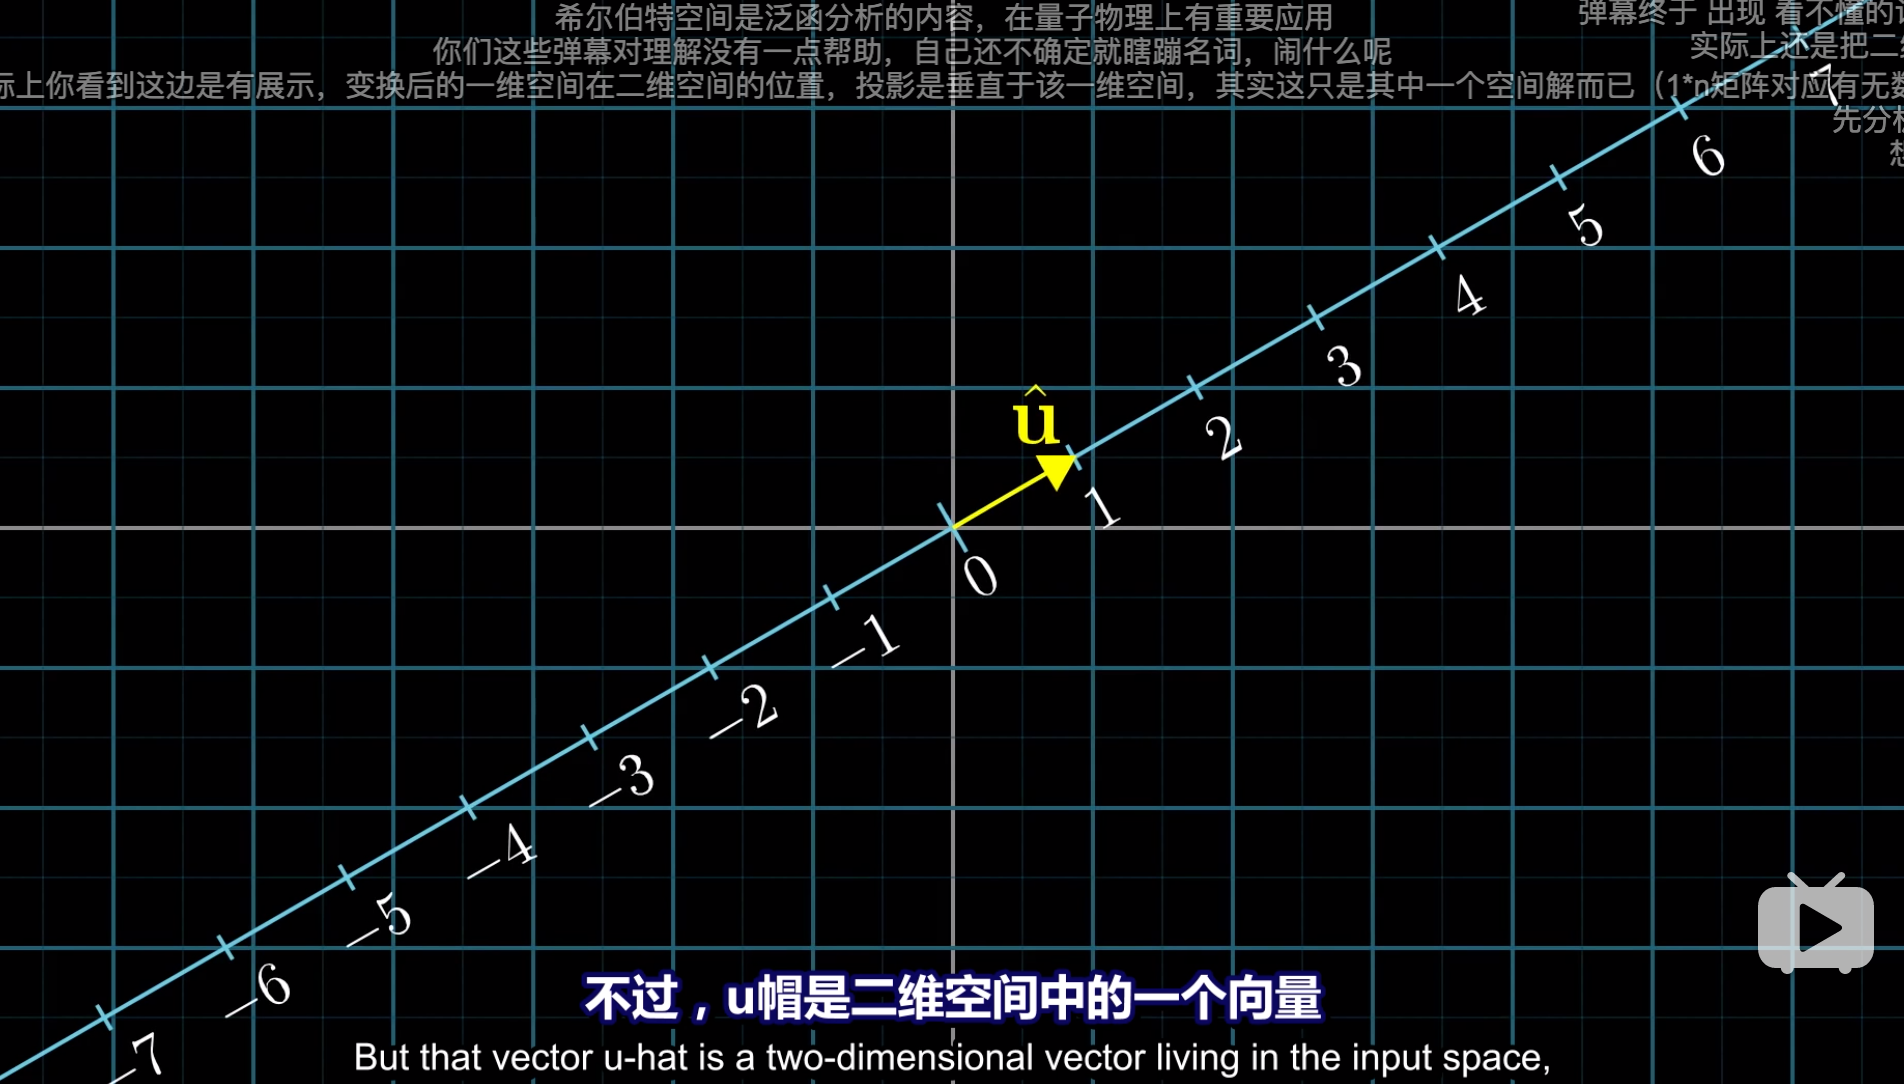 希尔伯特空间是泛函分析的内容，在量子物理上有重要应用
弹幕终于 出现 看不懂的
你们这些弹幕对理解没有一点帮助，自己还不确定就瞎蹦名词，闹什么呢
实际上还是把二
际上你看到这边是有展示，变换后的一维空间在二维空间的位置，投影是垂直于该一维空间，其实这只是其中一个空间解而已（1*n矩阵对应有无数
先分析
想
7
6
5
4
3
2
û
1
0
−1
−2
−3
−4
−5
−6
−7
不过，u帽是二维空间中的一个向量
But that vector u-hat is a two-dimensional vector living in the input space,